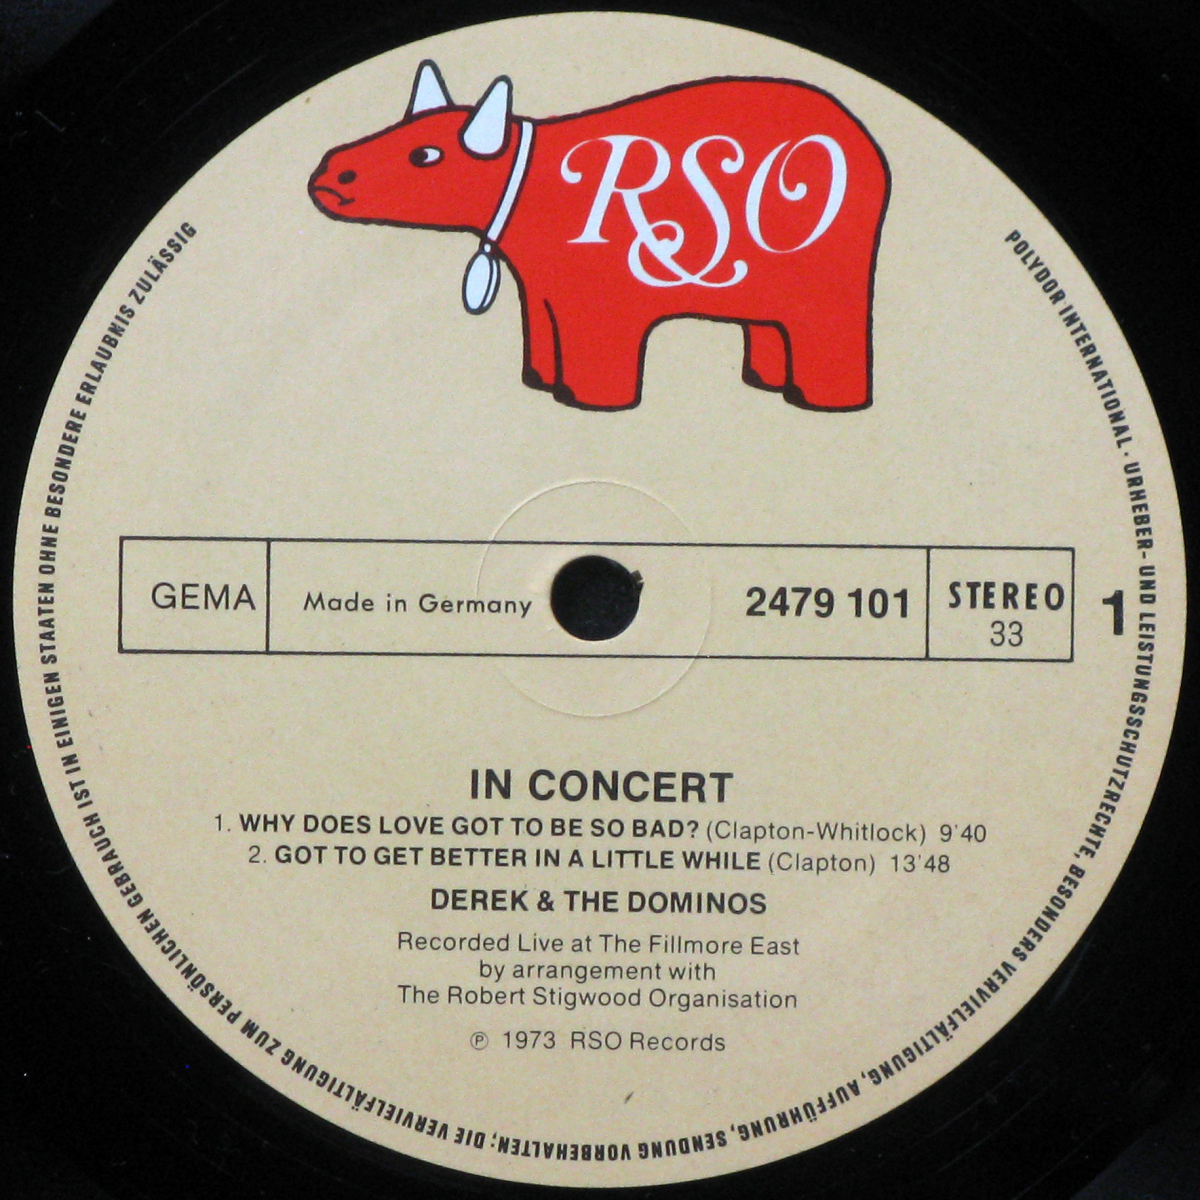 RSO
GEMA
Made in Germany
2479 101
STEREO
33
1
IN CONCERT
1. WHY DOES LOVE GOT TO BE SO BAD? (Clapton-Whitlock) 9'40
2. GOT TO GET BETTER IN A LITTLE WHILE (Clapton) 13'48
DEREK & THE DOMINOS
Recorded Live at The Fillmore East
by arrangement with
The Robert Stigwood Organisation
℗ 1973 RSO Records
POLYDOR INTERNATIONAL · URHEBER- UND LEISTUNGSSCHUTZRECHTE, BESONDERS VERVIELFÄLTIGUNG, AUFFÜHRUNG, SENDUNG VORBEHALTEN; DIE VERVIELFÄLTIGUNG ZUM PERSÖNLICHEN GEBRAUCH IST IN EINIGEN STAATEN OHNE BESONDERE ERLAUBNIS ZULÄSSIG